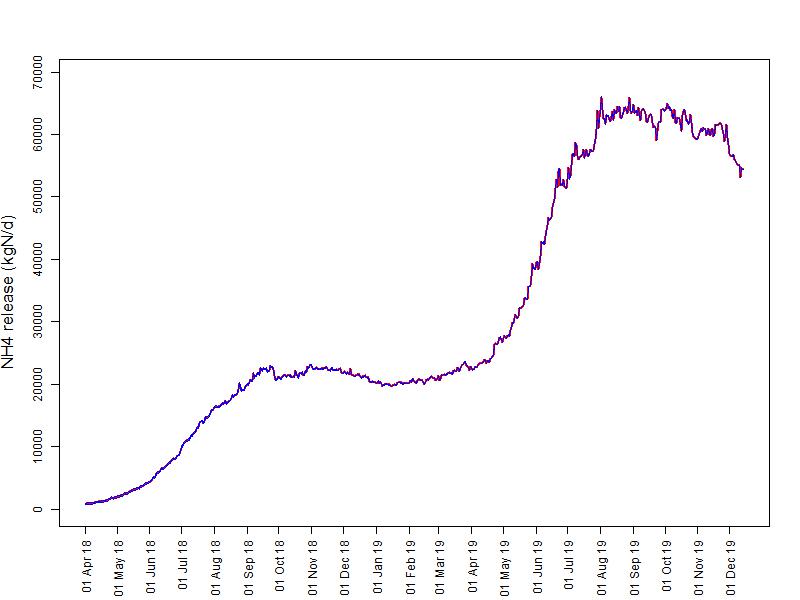 NH4 release (kgN/d)
70000
60000
50000
40000
30000
20000
10000
0
01 Apr 18
01 May 18
01 Jun 18
01 Jul 18
01 Aug 18
01 Sep 18
01 Oct 18
01 Nov 18
01 Dec 18
01 Jan 19
01 Feb 19
01 Mar 19
01 Apr 19
01 May 19
01 Jun 19
01 Jul 19
01 Aug 19
01 Sep 19
01 Oct 19
01 Nov 19
01 Dec 19